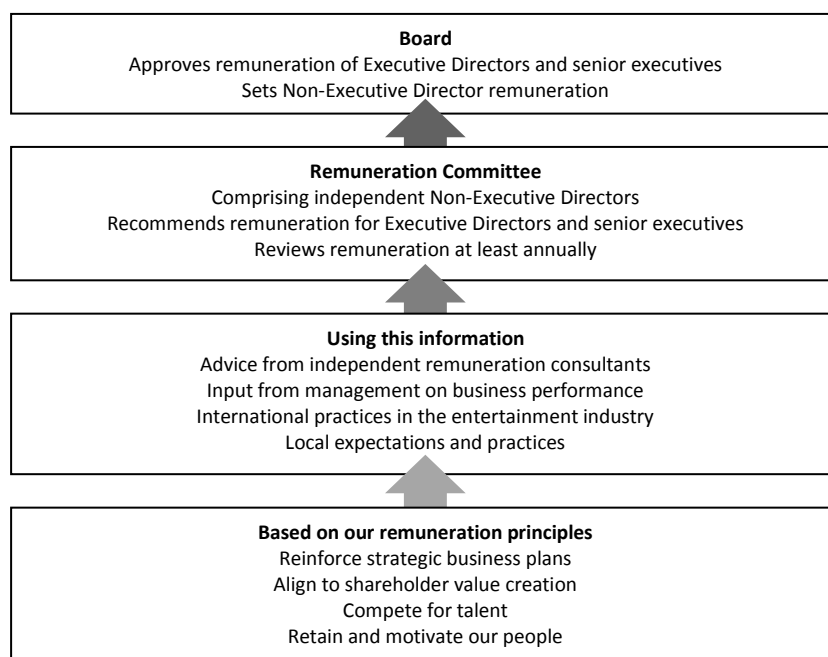 Board
Approves remuneration of Executive Directors and senior executives
Sets Non-Executive Director remuneration
Remuneration Committee
Comprising independent Non-Executive Directors
Recommends remuneration for Executive Directors and senior executives
Reviews remuneration at least annually
Using this information
Advice from independent remuneration consultants
Input from management on business performance
International practices in the entertainment industry
Local expectations and practices
Based on our remuneration principles
Reinforce strategic business plans
Align to shareholder value creation
Compete for talent
Retain and motivate our people